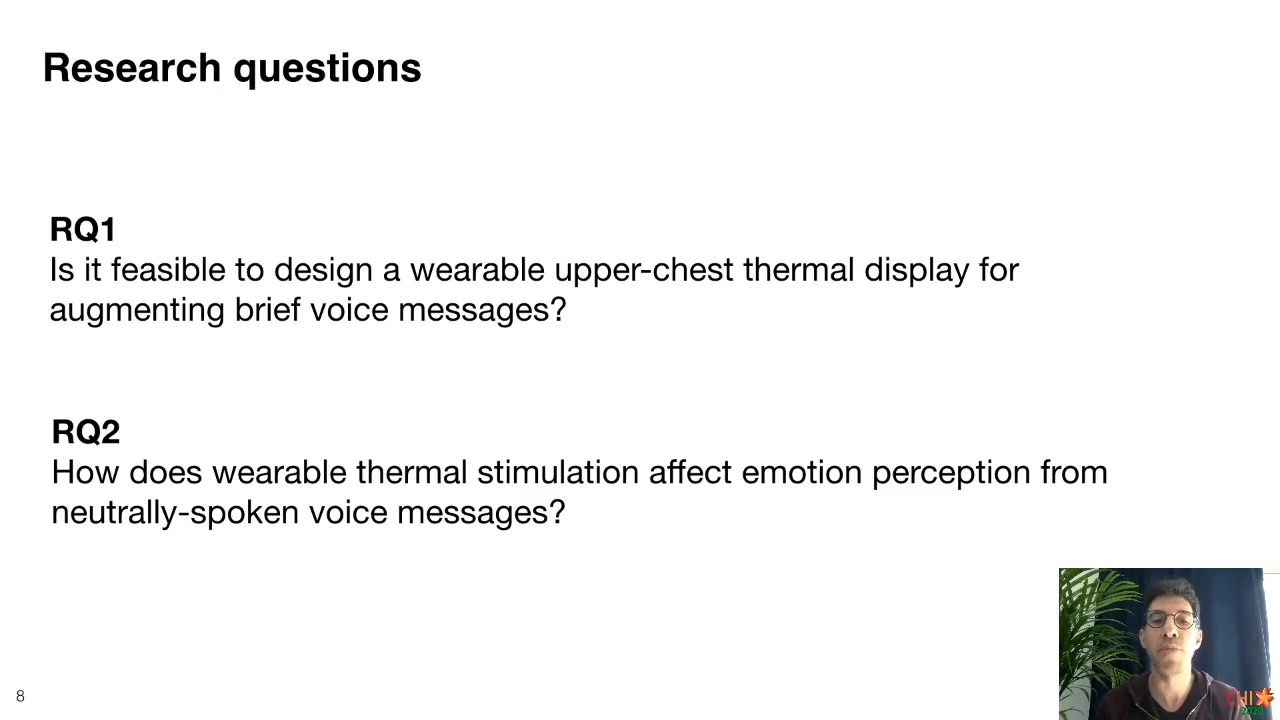 Research questions
RQ1
Is it feasible to design a wearable upper-chest thermal display for
augmenting brief voice messages?
RQ2
How does wearable thermal stimulation affect emotion perception from
neutrally-spoken voice messages?
8
CHI